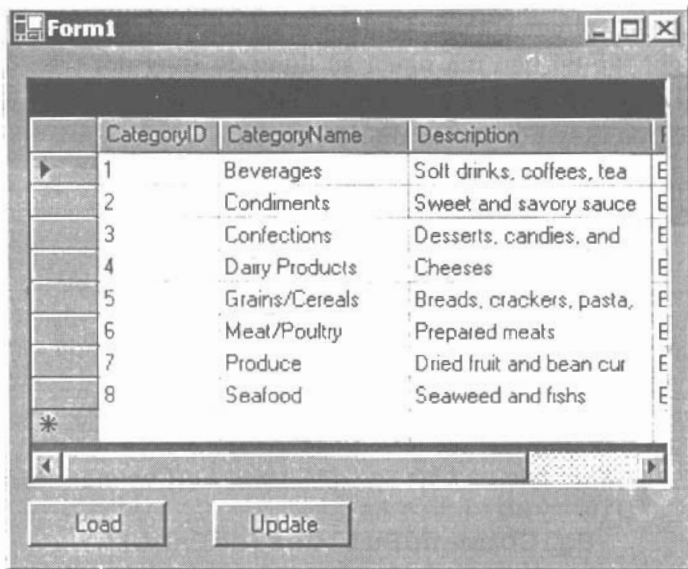 Form1
CategoryID CategoryName Description
1 Beverages Soft drinks, coffees, tea E
2 Condiments Sweet and savory sauce E
3 Confections Desserts, candies, and E
4 Dairy Products Cheeses E
5 Grains/Cereals Breads, crackers, pasta, E
6 Meat/Poultry Prepared meats E
7 Produce Dried fruit and bean cur E
8 Seafood Seaweed and fishs E
Load Update